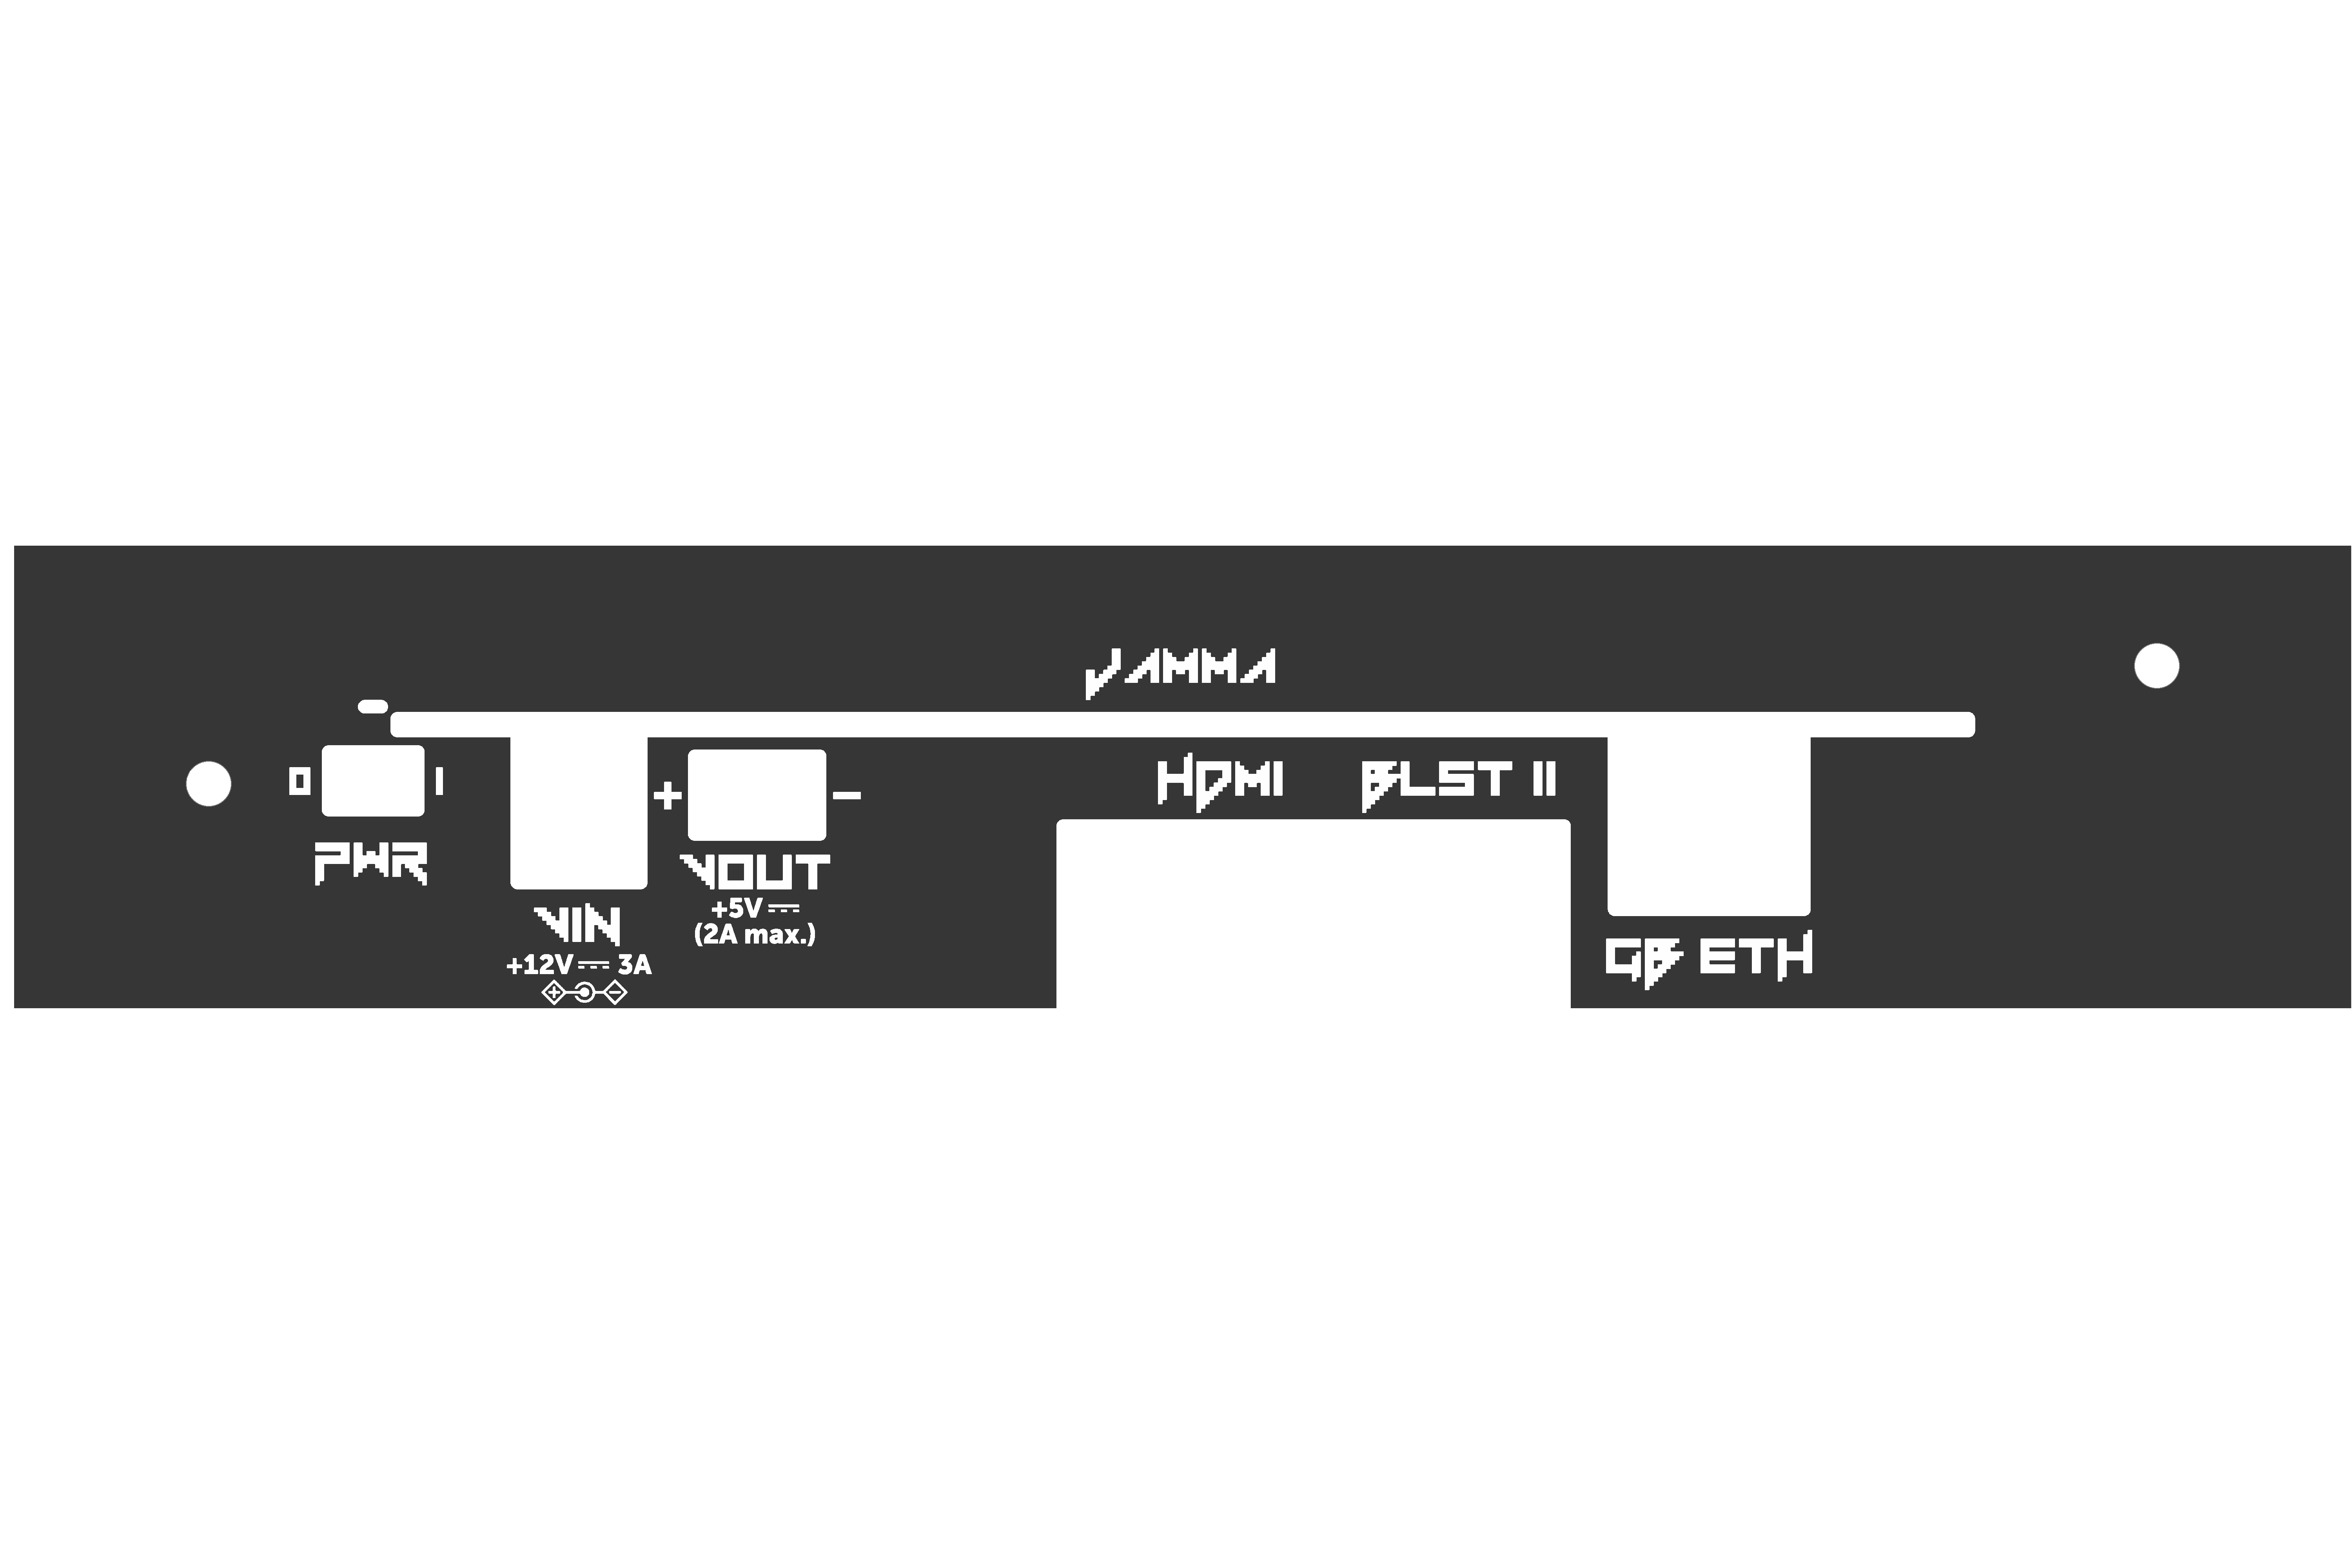 JAMMA
0 I
+ -
HDMI BLST II
PWR
VOUT
+5V⎓
(2A max.)
VIN
+12V⎓3A
GB ETH